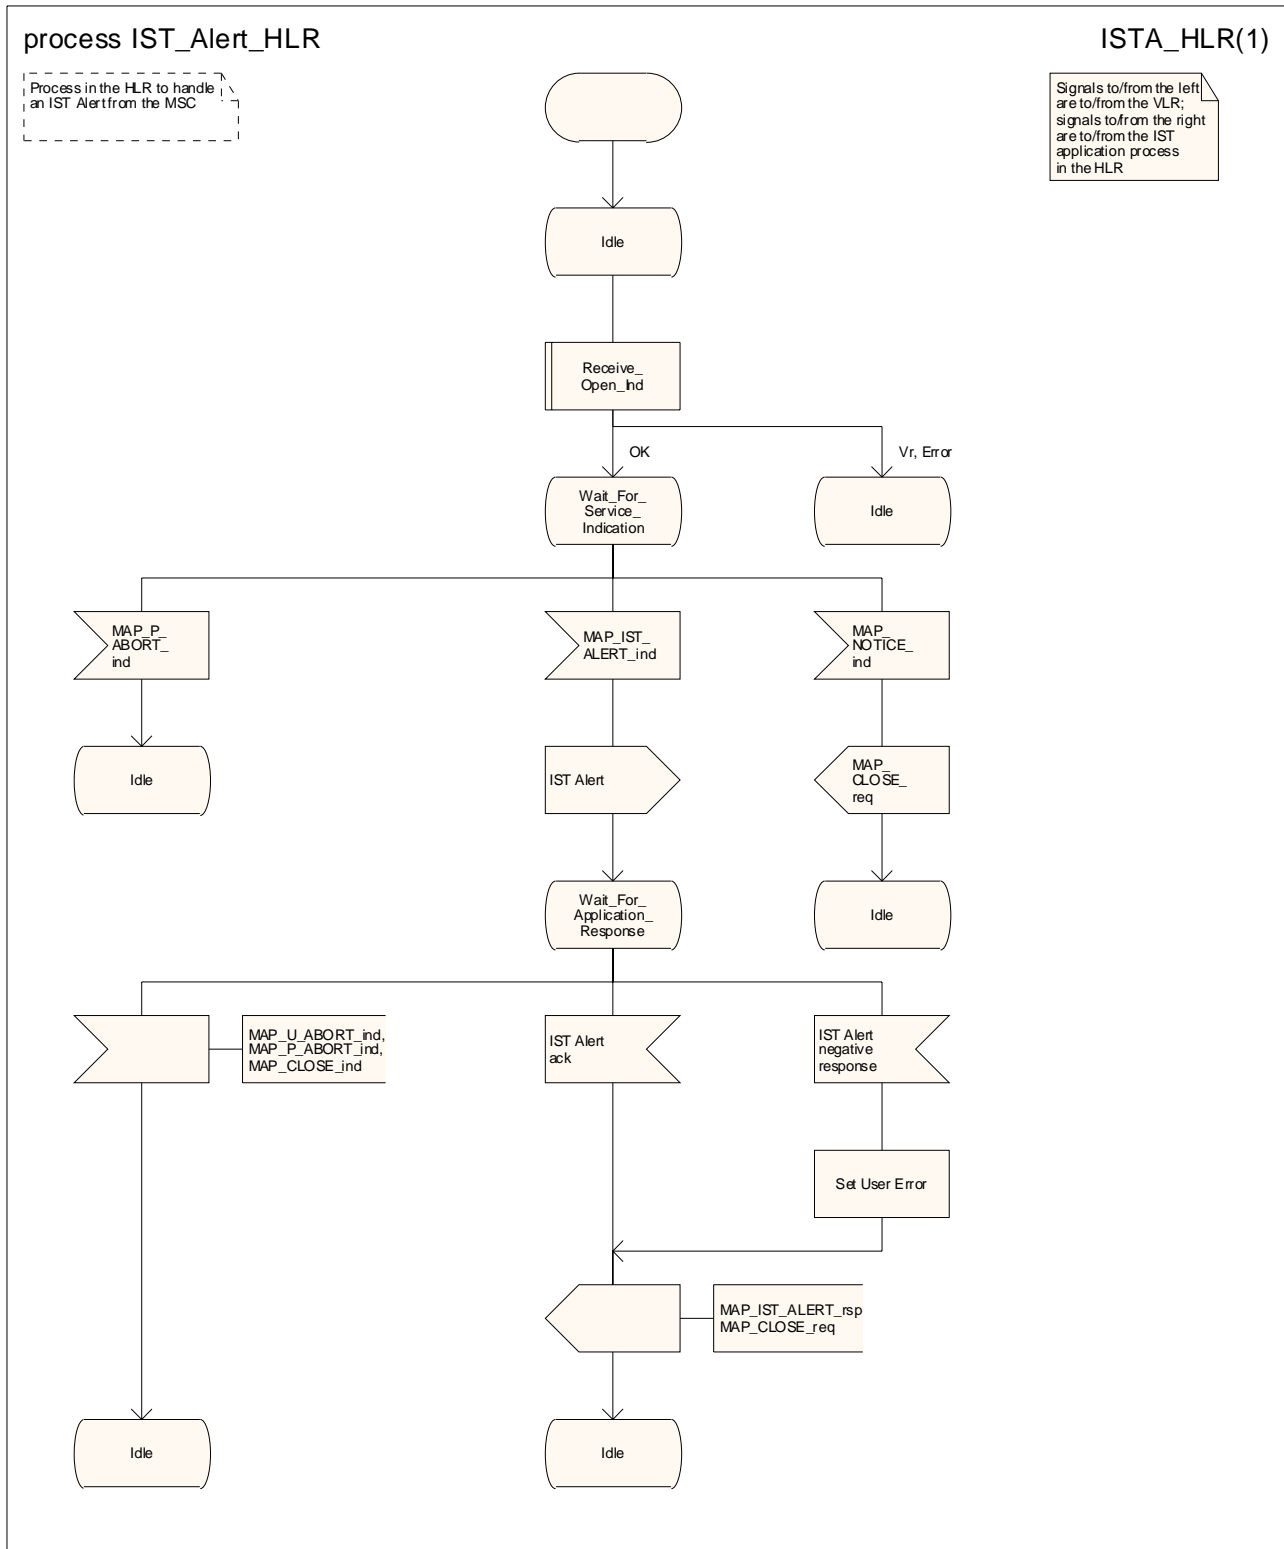 process IST_Alert_HLR
ISTA_HLR(1)
Process in the HLR to handle
an IST Alert from the MSC
Signals to/from the left
are to/from the VLR;
signals to/from the right
are to/from the IST
application process
in the HLR
Idle
Receive_
Open_Ind
OK
Vr, Error
Wait_For_
Service_
Indication
Idle
MAP_P_
ABORT_
ind
MAP_IST_
ALERT_ind
MAP_
NOTICE_
ind
Idle
IST Alert
MAP_
CLOSE_
req
Wait_For_
Application_
Response
Idle
MAP_U_ABORT_ind,
MAP_P_ABORT_ind,
MAP_CLOSE_ind
IST Alert
ack
IST Alert
negative
response
Set User Error
MAP_IST_ALERT_rsp
MAP_CLOSE_req
Idle
Idle